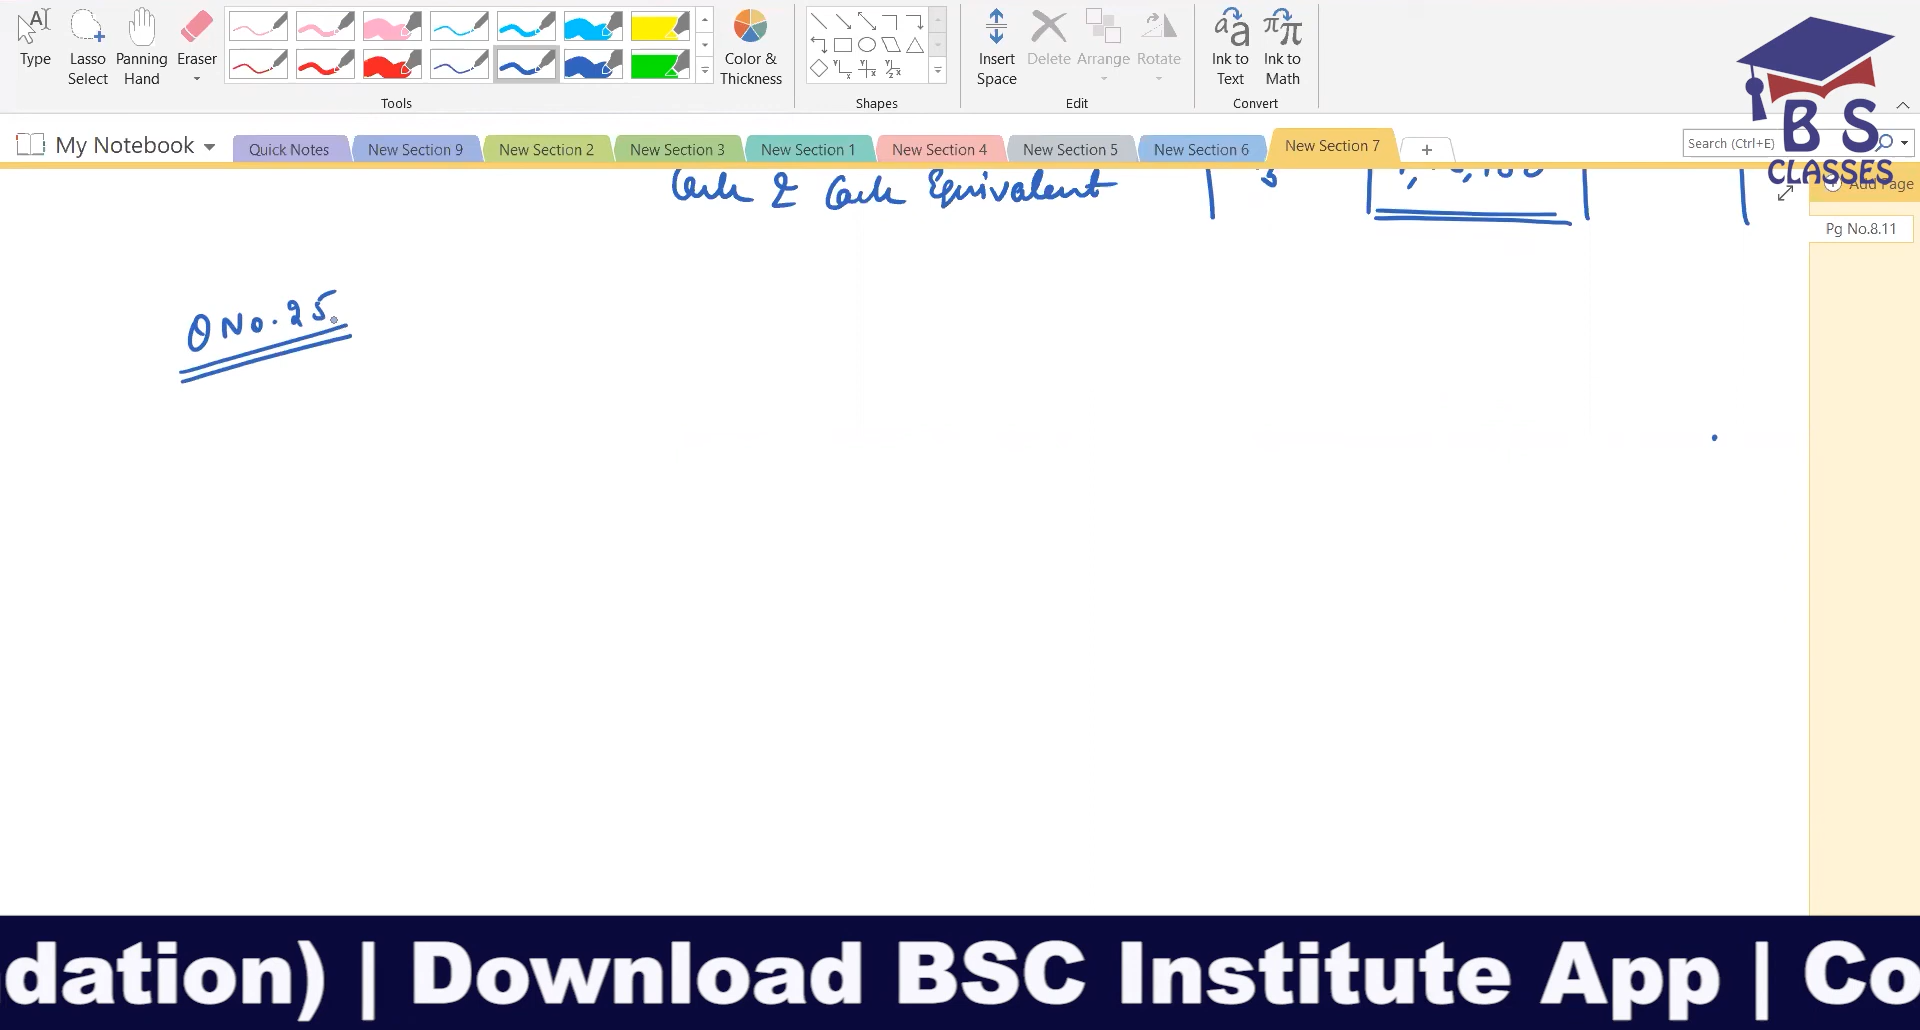 Type
Lasso Select
Panning Hand
Eraser
Color & Thickness
Insert Space
Delete
Arrange
Rotate
Ink to Text
Ink to Math
Tools
Shapes
Edit
Convert
My Notebook
Quick Notes
New Section 9
New Section 2
New Section 3
New Section 1
New Section 4
New Section 5
New Section 6
New Section 7
Search (Ctrl+E)
B S
CLASSES
Add Page
Pg No.8.11
Cash & Cash Equivalent
Q No. 25.
dation) | Download BSC Institute App | Co